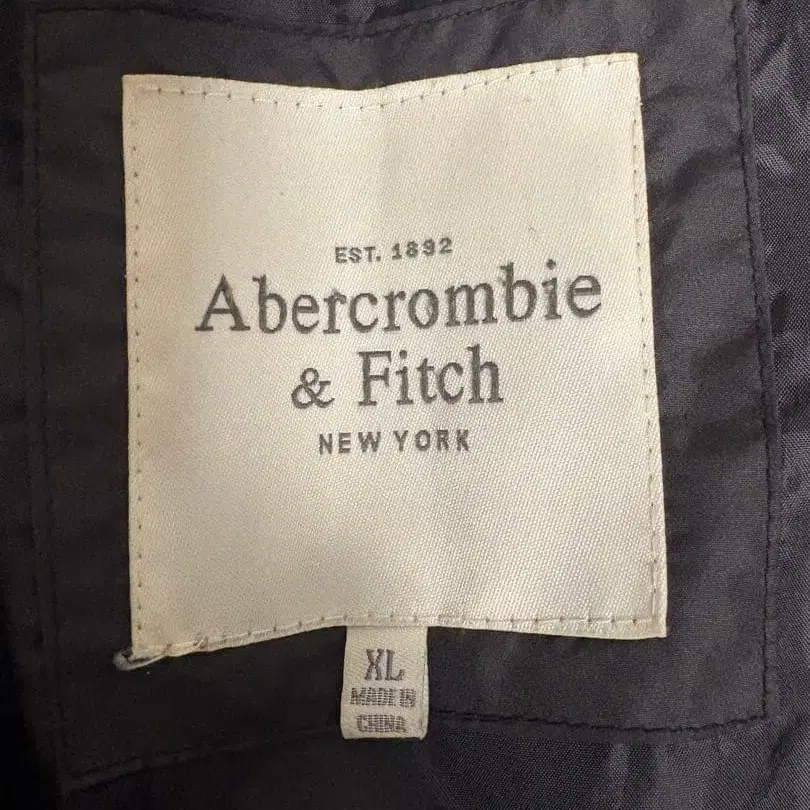 EST. 1892
Abercrombie
& Fitch
NEW YORK
XL
MADE IN
CHINA